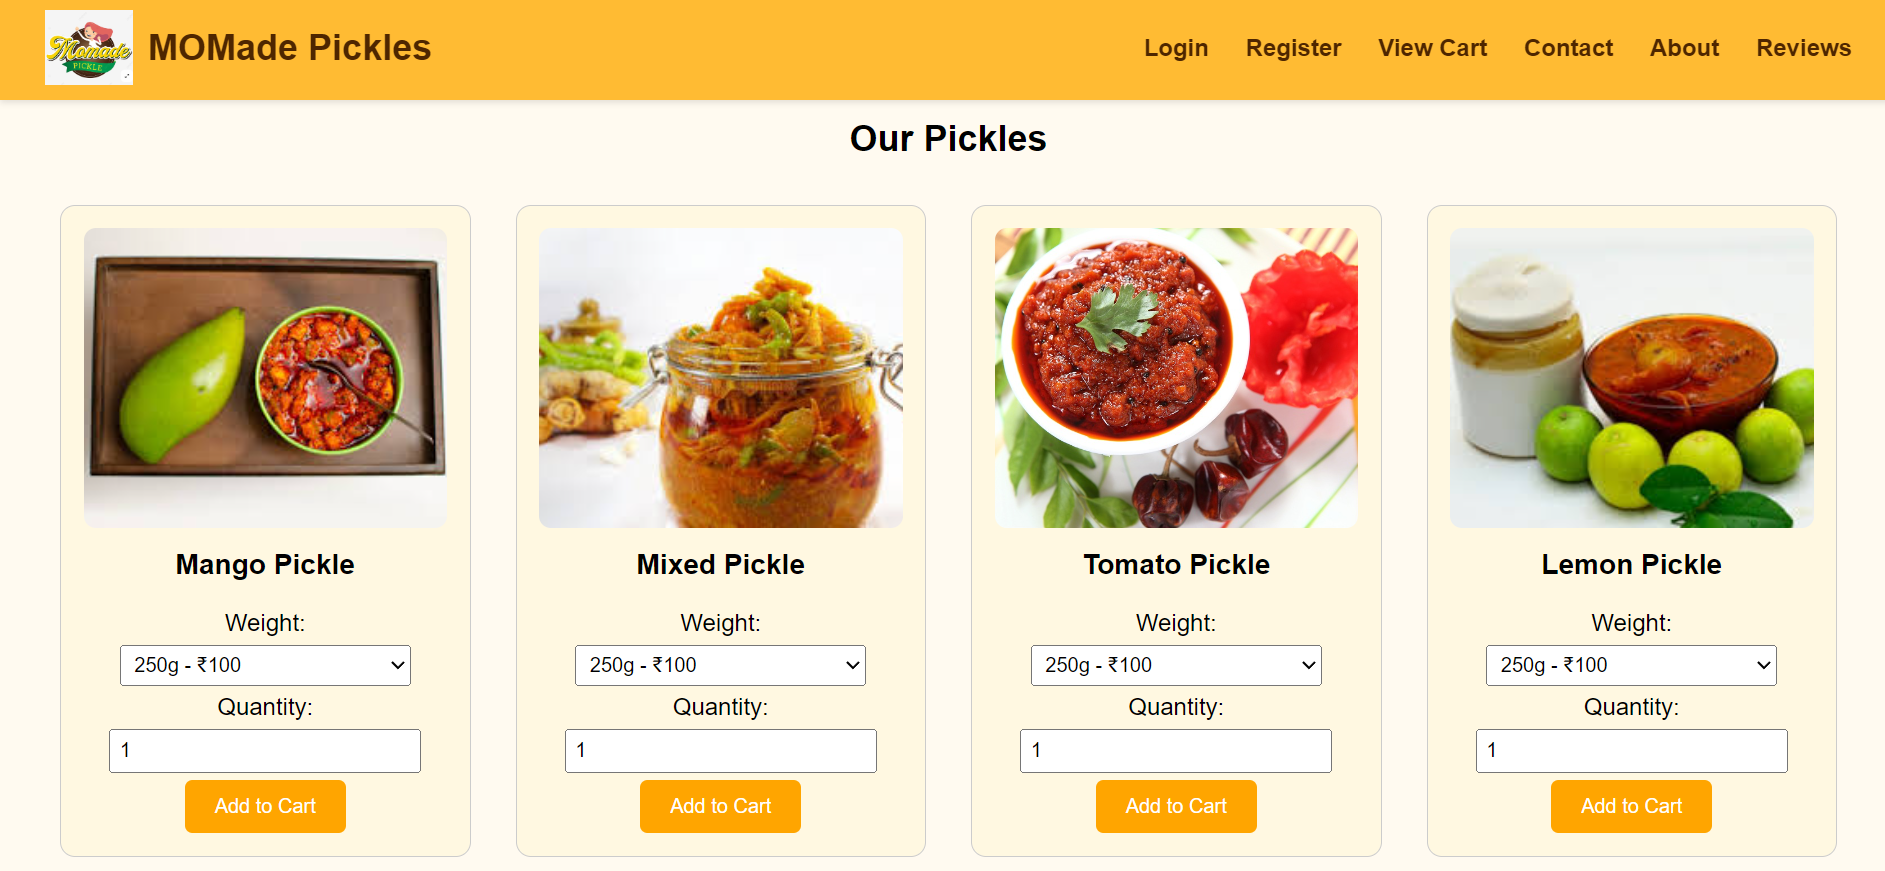 Momade
PICKLE
MOMade Pickles
Login Register View Cart Contact About Reviews
Our Pickles
Mango Pickle
Weight:
250g - ₹100
Quantity:
1
Add to Cart
Mixed Pickle
Weight:
250g - ₹100
Quantity:
1
Add to Cart
Tomato Pickle
Weight:
250g - ₹100
Quantity:
1
Add to Cart
Lemon Pickle
Weight:
250g - ₹100
Quantity:
1
Add to Cart